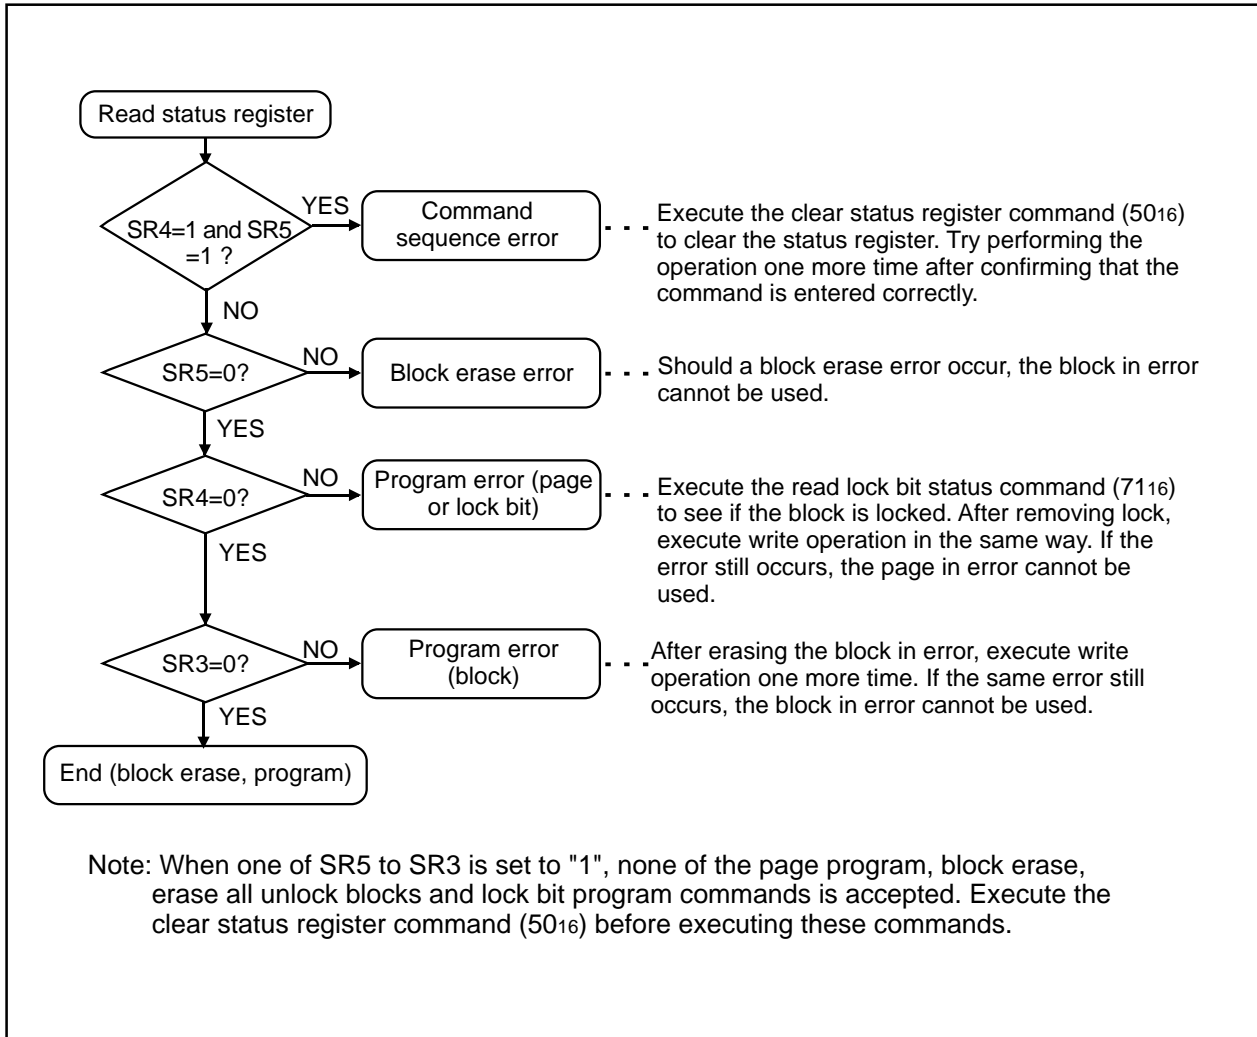 Read status register
SR4=1 and SR5
=1 ?
YES
Command
sequence error
Execute the clear status register command (5016)
to clear the status register. Try performing the
operation one more time after confirming that the
command is entered correctly.
NO
SR5=0?
NO
Block erase error
Should a block erase error occur, the block in error
cannot be used.
YES
SR4=0?
NO
Program error (page
or lock bit)
Execute the read lock bit status command (7116)
to see if the block is locked. After removing lock,
execute write operation in the same way. If the
error still occurs, the page in error cannot be
used.
YES
SR3=0?
NO
Program error
(block)
After erasing the block in error, execute write
operation one more time. If the same error still
occurs, the block in error cannot be used.
YES
End (block erase, program)
Note: When one of SR5 to SR3 is set to "1", none of the page program, block erase,
erase all unlock blocks and lock bit program commands is accepted. Execute the
clear status register command (5016) before executing these commands.